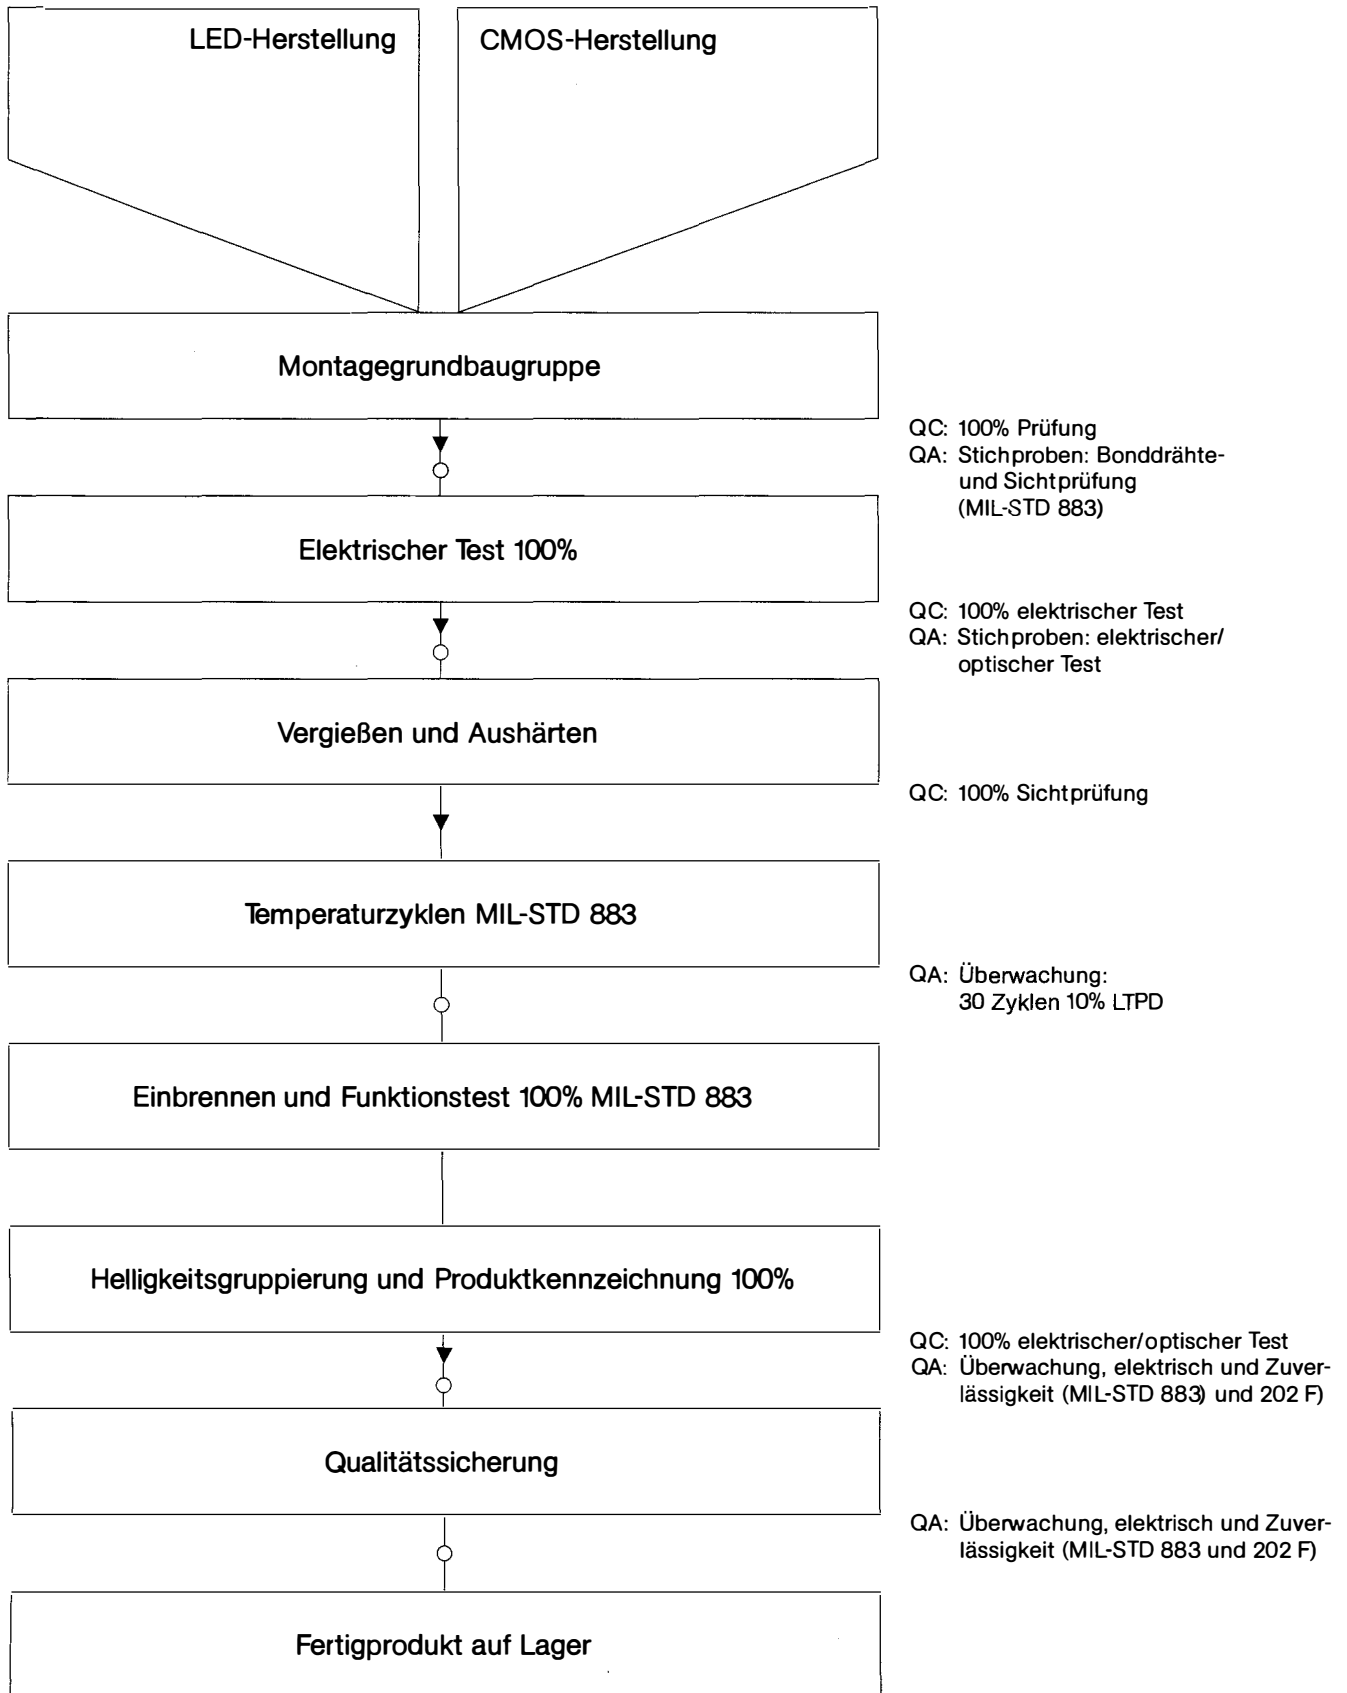 LED-Herstellung
CMOS-Herstellung
Montagegrundbaugruppe
QC: 100% Prüfung
QA: Stichproben: Bonddrähte-
und Sichtprüfung
(MIL-STD 883)
Elektrischer Test 100%
QC: 100% elektrischer Test
QA: Stichproben: elektrischer/
optischer Test
Vergießen und Aushärten
QC: 100% Sichtprüfung
Temperaturzyklen MIL-STD 883
QA: Überwachung:
30 Zyklen 10% LTPD
Einbrennen und Funktionstest 100% MIL-STD 883
Helligkeitsgruppierung und Produktkennzeichnung 100%
QC: 100% elektrischer/optischer Test
QA: Überwachung, elektrisch und Zuver-
lässigkeit (MIL-STD 883) und 202 F)
Qualitätssicherung
QA: Überwachung, elektrisch und Zuver-
lässigkeit (MIL-STD 883 und 202 F)
Fertigprodukt auf Lager